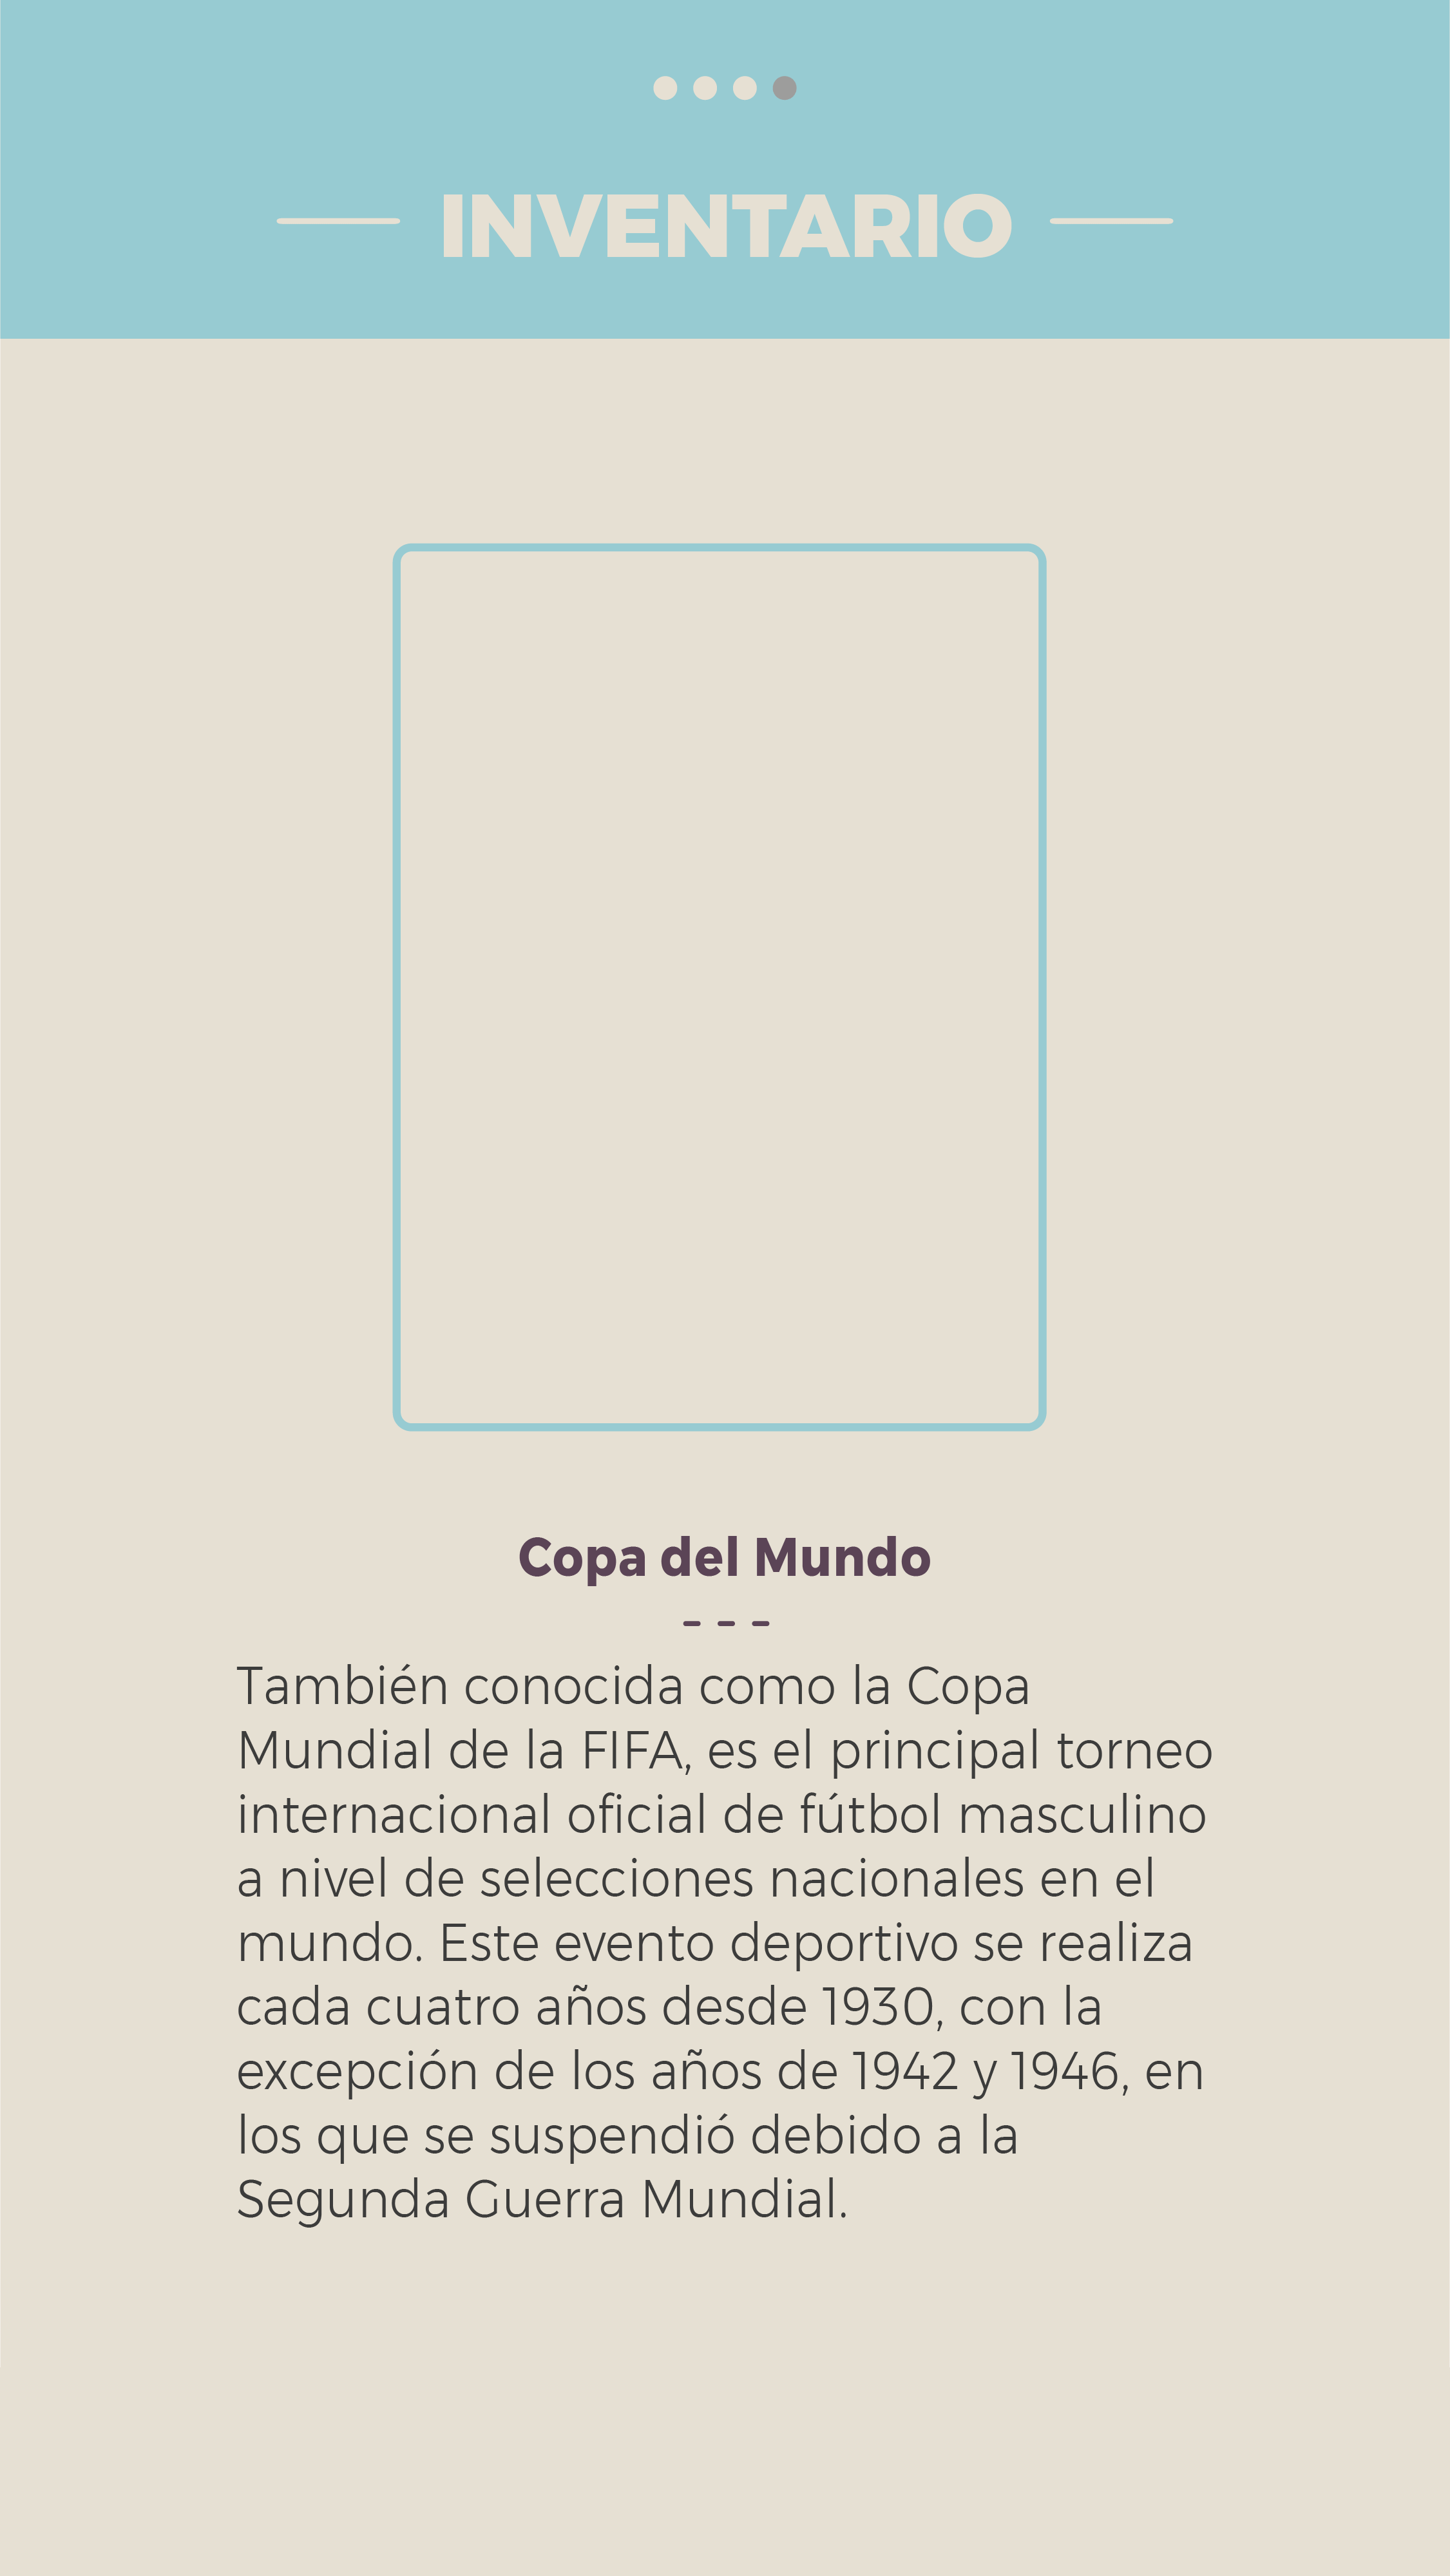 INVENTARIO
Copa del Mundo
También conocida como la Copa
Mundial de la FIFA, es el principal torneo
internacional oficial de fútbol masculino
a nivel de selecciones nacionales en el
mundo. Este evento deportivo se realiza
cada cuatro años desde 1930, con la
excepción de los años de 1942 y 1946, en
los que se suspendió debido a la
Segunda Guerra Mundial.